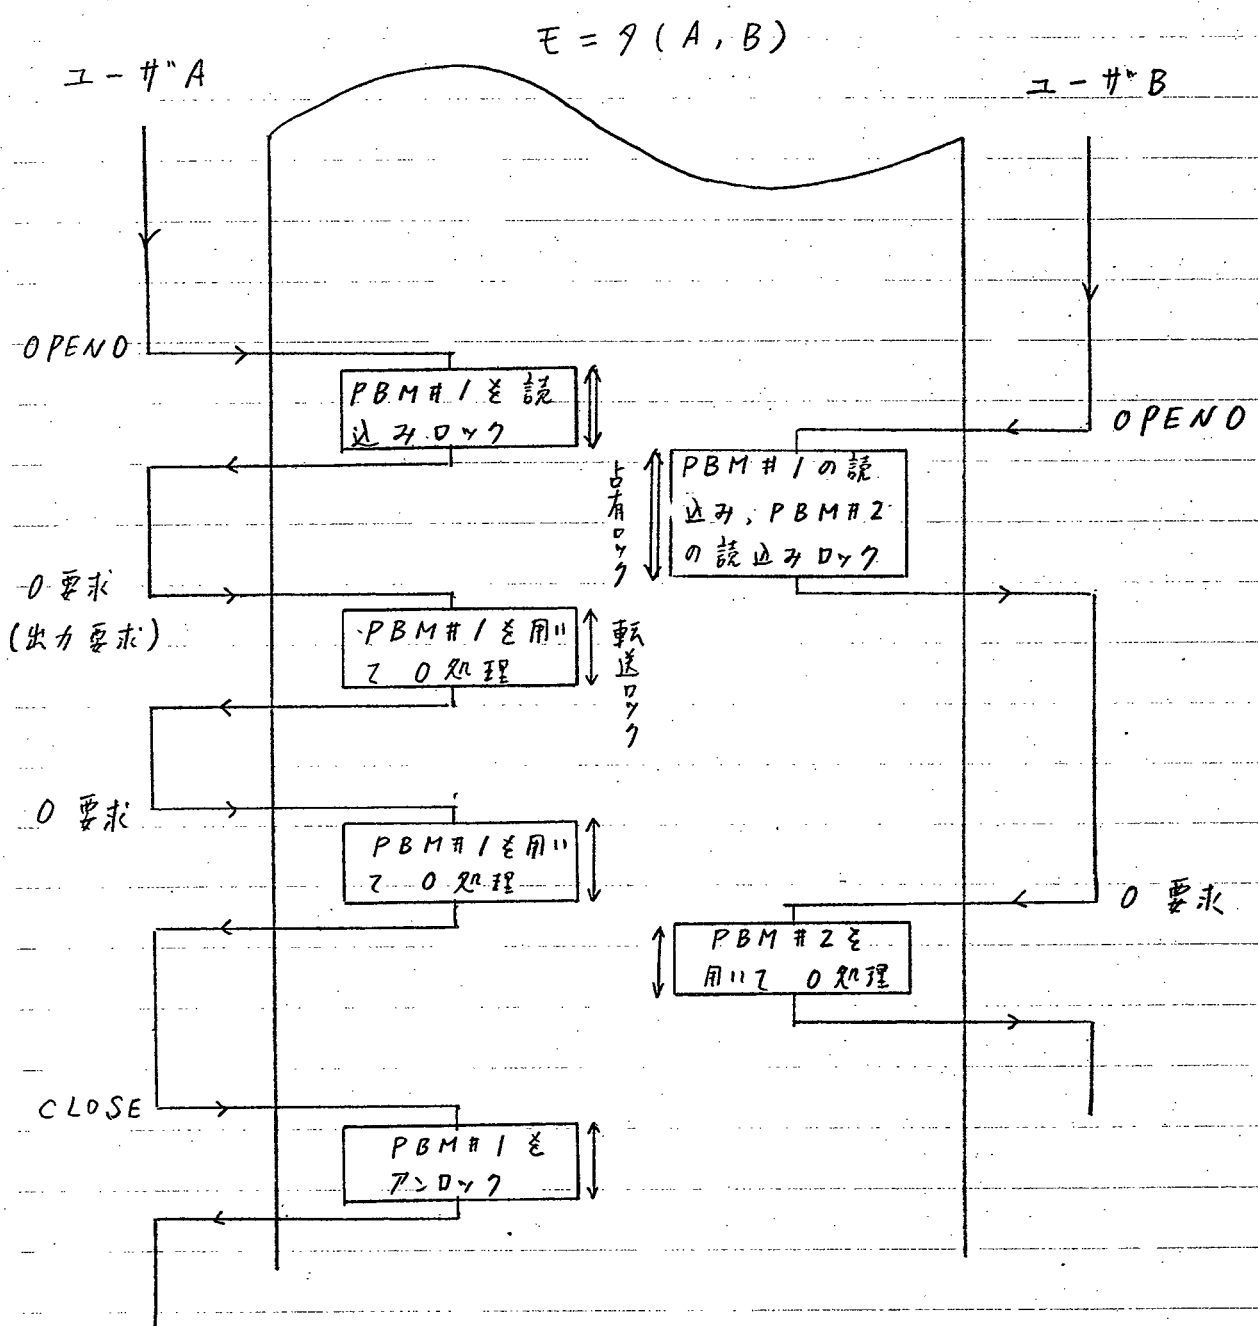 モニタ(A,B)
ユーザA
ユーザB
OPENO
PBM#1を読
込みロック
OPENO
占有ロック
PBM#1の読
込み、PBM#2
の読込みロック
O要求
(出力要求)
PBM#1を用い
て O処理
転送ロック
O要求
PBM#1を用い
て O処理
O要求
PBM#2を
用いて O処理
CLOSE
PBM#1を
アンロック